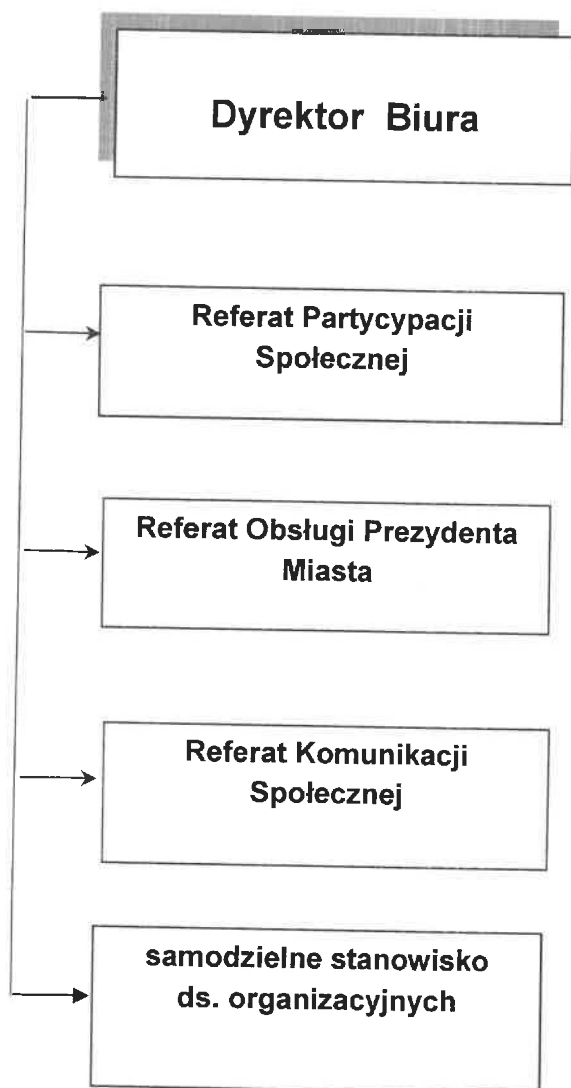 Dyrektor Biura
Referat Partycypacji
Społecznej
Referat Obsługi Prezydenta
Miasta
Referat Komunikacji
Społecznej
samodzielne stanowisko
ds. organizacyjnych